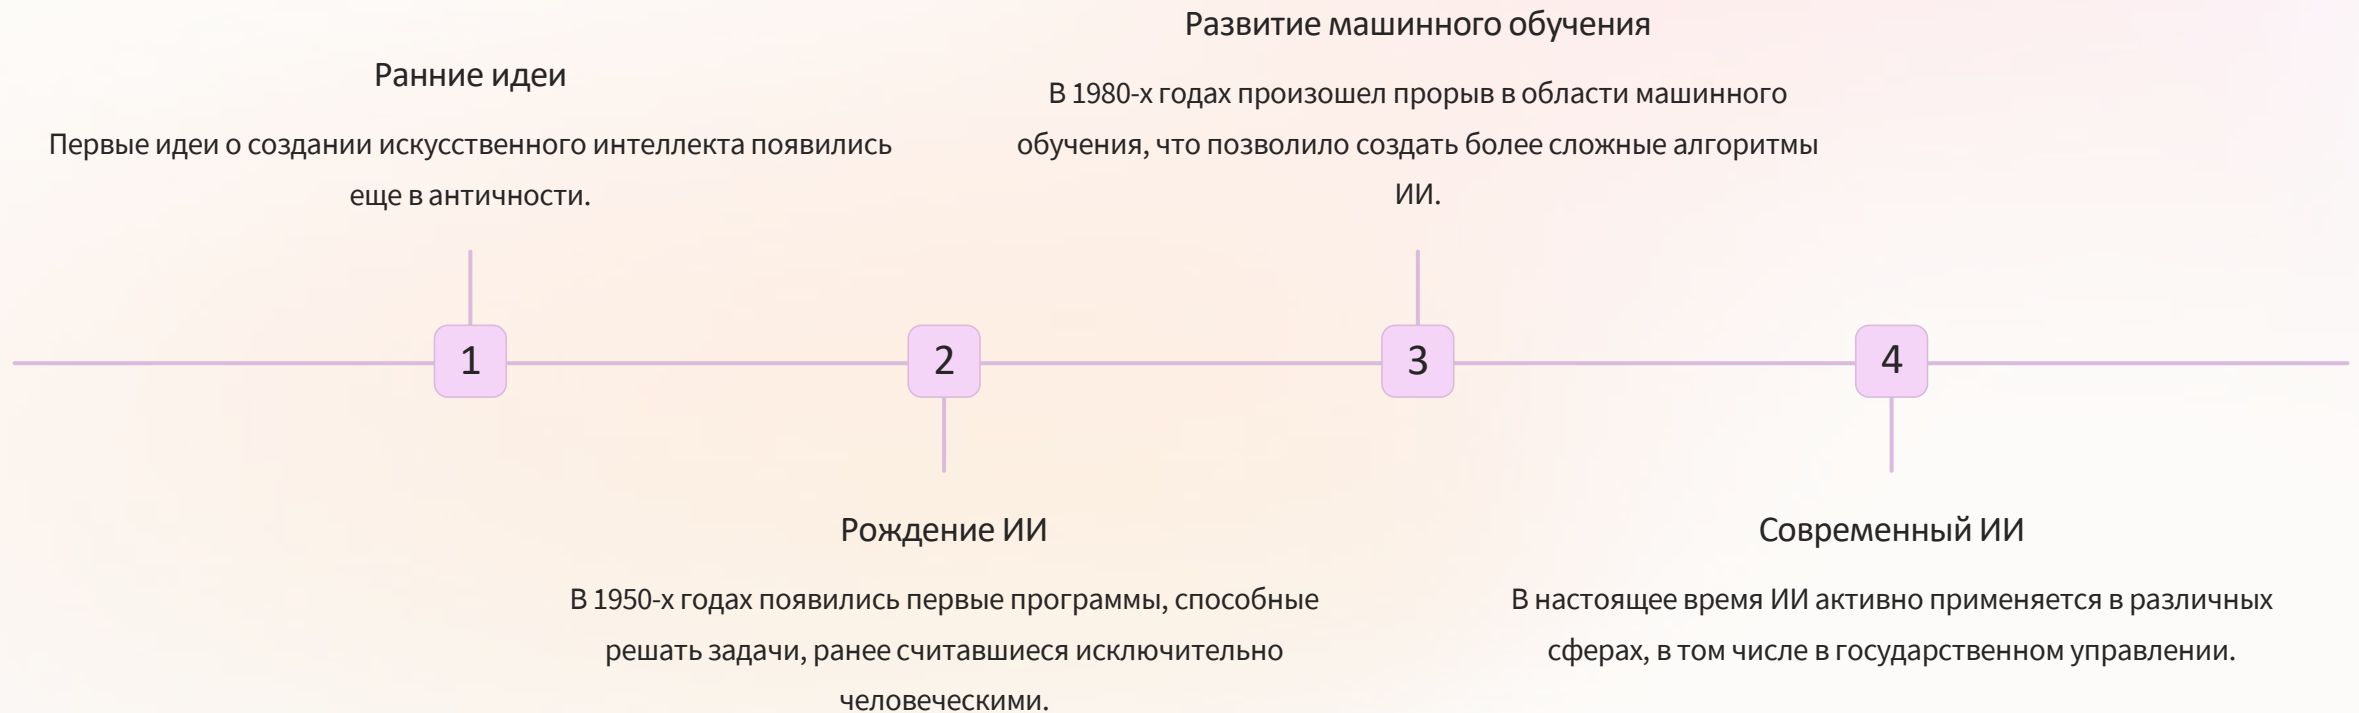 Ранние идеи
Первые идеи о создании искусственного интеллекта появились
еще в античности.
1
Рождение ИИ
В 1950-х годах появились первые программы, способные
решать задачи, ранее считавшиеся исключительно
человеческими.
2
Развитие машинного обучения
В 1980-х годах произошел прорыв в области машинного
обучения, что позволило создать более сложные алгоритмы
ИИ.
3
Современный ИИ
В настоящее время ИИ активно применяется в различных
сферах, в том числе в государственном управлении.
4